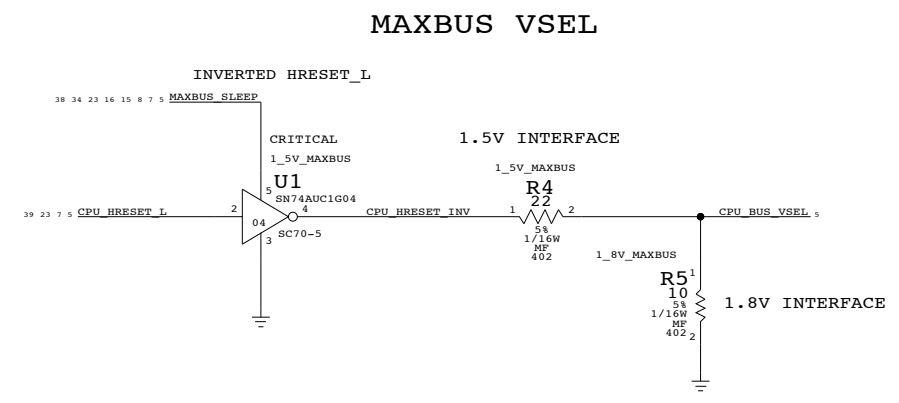 MAXBUS VSEL
INVERTED HRESET_L
38 34 23 16 15 8 7 5 MAXBUS_SLEEP
CRITICAL
1_5V_MAXBUS
5
U1
SN74AUC1G04
39 23 7 5 CPU_HRESET_L
2
04
4
3
SC70-5
CPU_HRESET_INV
1.5V INTERFACE
1_5V_MAXBUS
R4
22
1
2
5%
1/16W
MF
402
CPU_BUS_VSEL 5
1_8V_MAXBUS
R5
1
10
5%
1/16W
MF
402
2
1.8V INTERFACE